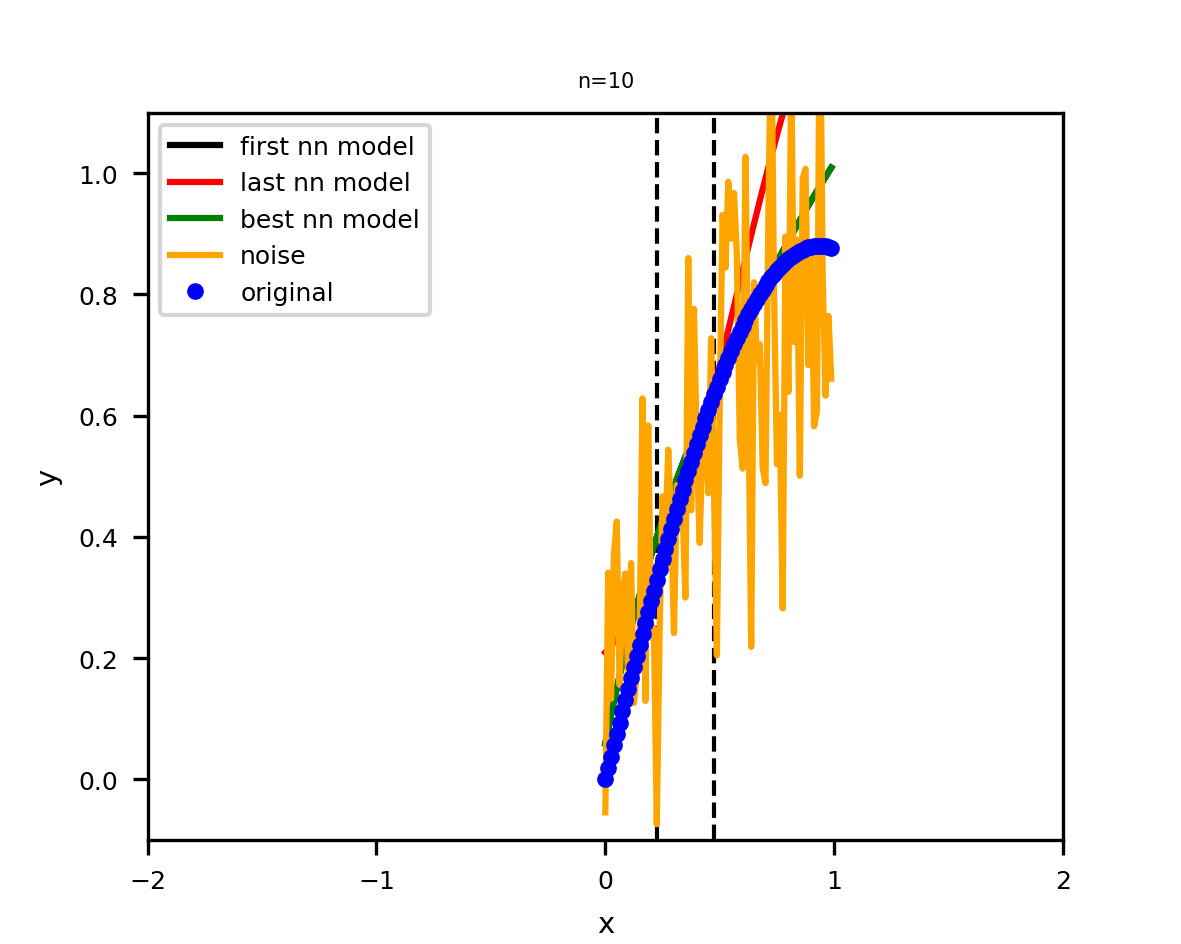 n=10
first nn model
last nn model
best nn model
noise
original
1.0
0.8
0.6
0.4
0.2
0.0
y
−2
−1
0
1
2
x